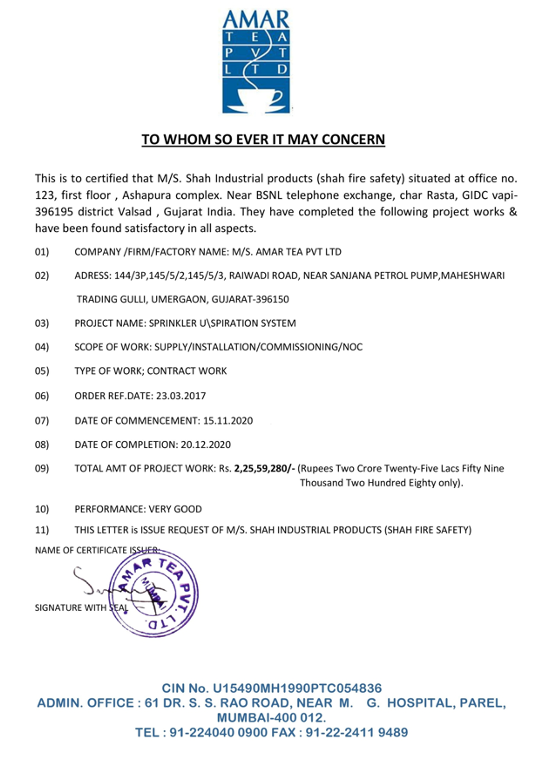 AMAR
T E A
P V T
L T D
TO WHOM SO EVER IT MAY CONCERN
This is to certified that M/S. Shah Industrial products (shah fire safety) situated at office no.
123, first floor , Ashapura complex. Near BSNL telephone exchange, char Rasta, GIDC vapi-
396195 district Valsad , Gujarat India. They have completed the following project works &
have been found satisfactory in all aspects.
01) COMPANY /FIRM/FACTORY NAME: M/S. AMAR TEA PVT LTD
02) ADRESS: 144/3P,145/5/2,145/5/3, RAIWADI ROAD, NEAR SANJANA PETROL PUMP,MAHESHWARI
TRADING GULLI, UMERGAON, GUJARAT-396150
03) PROJECT NAME: SPRINKLER U\SPIRATION SYSTEM
04) SCOPE OF WORK: SUPPLY/INSTALLATION/COMMISSIONING/NOC
05) TYPE OF WORK; CONTRACT WORK
06) ORDER REF.DATE: 23.03.2017
07) DATE OF COMMENCEMENT: 15.11.2020
08) DATE OF COMPLETION: 20.12.2020
09) TOTAL AMT OF PROJECT WORK: Rs. 2,25,59,280/- (Rupees Two Crore Twenty-Five Lacs Fifty Nine
Thousand Two Hundred Eighty only).
10) PERFORMANCE: VERY GOOD
11) THIS LETTER is ISSUE REQUEST OF M/S. SHAH INDUSTRIAL PRODUCTS (SHAH FIRE SAFETY)
NAME OF CERTIFICATE ISSUER:
AMAR TEA PVT. LTD.
MUMBAI
SIGNATURE WITH SEAL
CIN No. U15490MH1990PTC054836
ADMIN. OFFICE : 61 DR. S. S. RAO ROAD, NEAR M. G. HOSPITAL, PAREL,
MUMBAI-400 012.
TEL : 91-224040 0900 FAX : 91-22-2411 9489